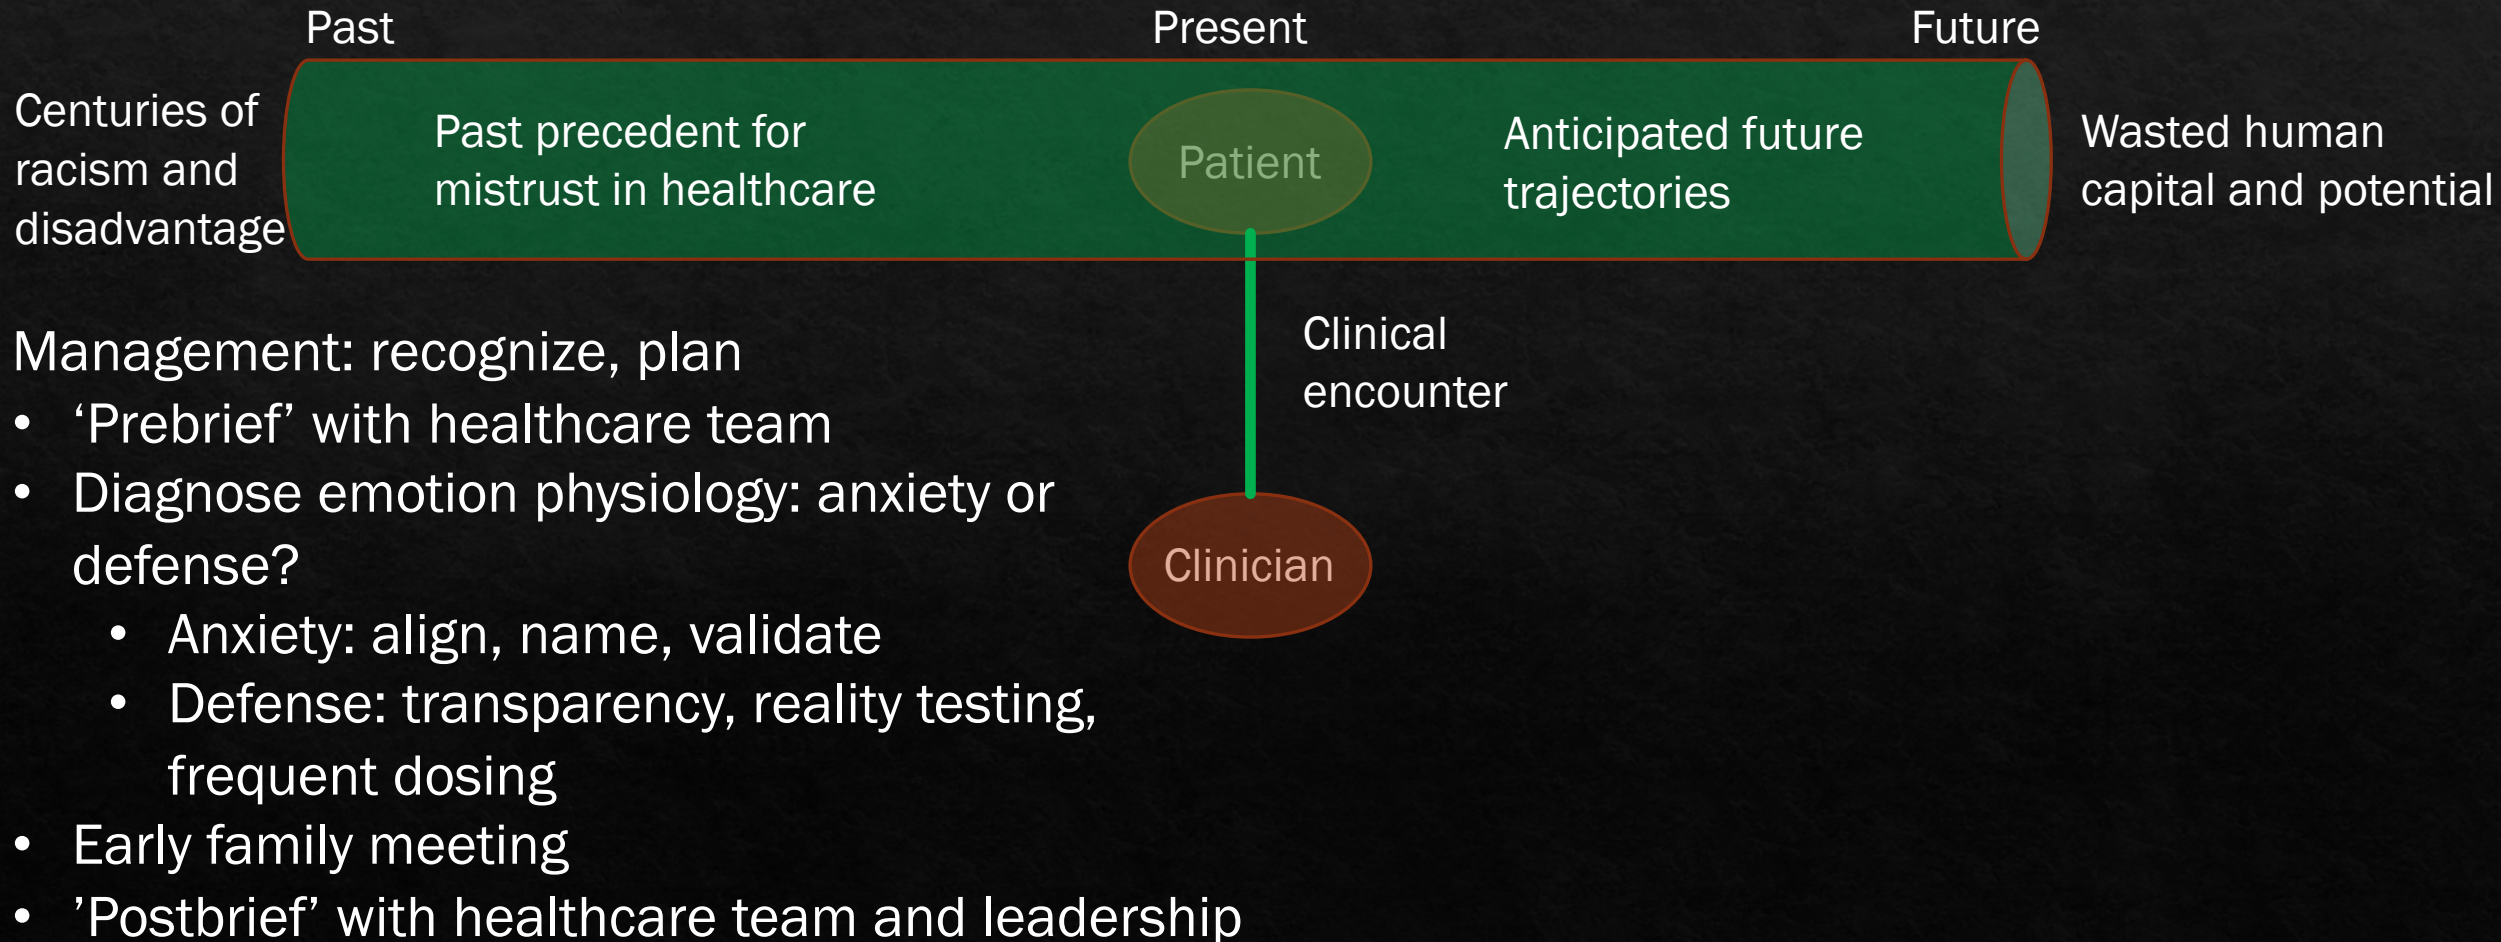 Past
Present
Future
Centuries of
racism and
disadvantage
Past precedent for
mistrust in healthcare
Patient
Anticipated future
trajectories
Wasted human
capital and potential
Clinical
encounter
Clinician
Management: recognize, plan
• ‘Prebrief’ with healthcare team
• Diagnose emotion physiology: anxiety or
defense?
• Anxiety: align, name, validate
• Defense: transparency, reality testing,
frequent dosing
• Early family meeting
• ’Postbrief’ with healthcare team and leadership